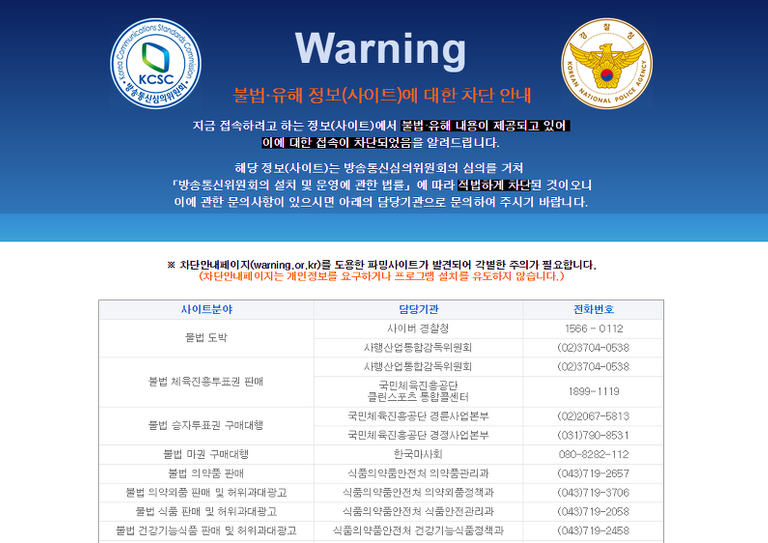 Korea Communications Standards Commission
KCSC
방송통신심의위원회
Warning
경찰청
KOREAN NATIONAL POLICE AGENCY
불법·유해 정보(사이트)에 대한 차단 안내
지금 접속하려고 하는 정보(사이트)에서 불법·유해 내용이 제공되고 있어
이에 대한 접속이 차단되었음을 알려드립니다.
해당 정보(사이트)는 방송통신심의위원회의 심의를 거쳐
「방송통신위원회의 설치 및 운영에 관한 법률」에 따라 적법하게 차단된 것이오니
이에 관한 문의사항이 있으시면 아래의 담당기관으로 문의하여 주시기 바랍니다.
※ 차단안내페이지(warning.or.kr)를 도용한 파밍사이트가 발견되어 각별한 주의가 필요합니다.
(차단안내페이지는 개인정보를 요구하거나 프로그램 설치를 유도하지 않습니다.)
사이트분야 담당기관 전화번호
불법 도박 사이버 경찰청 1566 - 0112
사행산업통합감독위원회 (02)3704-0538
불법 체육진흥투표권 판매 사행산업통합감독위원회 (02)3704-0538
국민체육진흥공단
클린스포츠 통합콜센터 1899-1119
불법 승자투표권 구매대행 국민체육진흥공단 경륜사업본부 (02)2067-5813
국민체육진흥공단 경정사업본부 (031)790-8531
불법 마권 구매대행 한국마사회 080-8282-112
불법 의약품 판매 식품의약품안전처 의약품관리과 (043)719-2657
불법 의약외품 판매 및 허위과대광고 식품의약품안전처 의약외품정책과 (043)719-3706
불법 식품 판매 및 허위과대광고 식품의약품안전처 식품안전관리과 (043)719-2058
불법 건강기능식품 판매 및 허위과대광고 식품의약품안전처 건강기능식품정책과 (043)719-2458